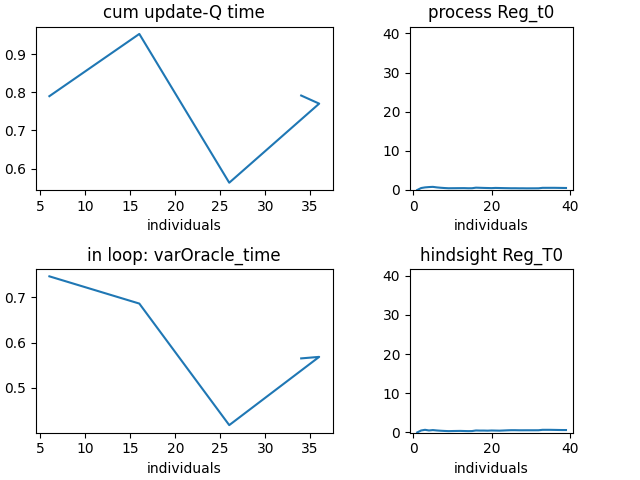 cum update-Q time
0.9
0.8
0.7
0.6
5 10 15 20 25 30 35
individuals
process Reg_t0
40
30
20
10
0
0 20 40
individuals
in loop: varOracle_time
0.7
0.6
0.5
5 10 15 20 25 30 35
individuals
hindsight Reg_T0
40
30
20
10
0
0 20 40
individuals